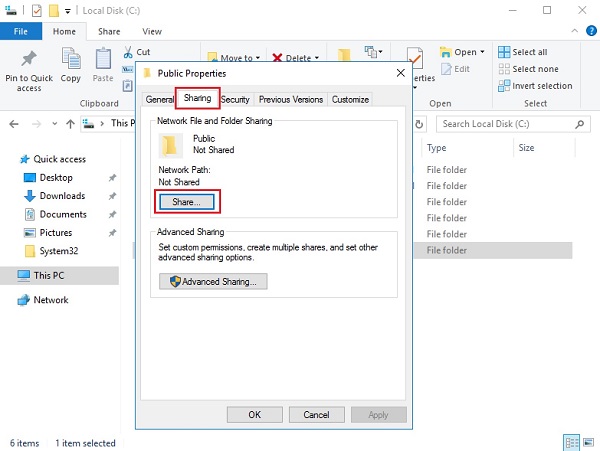 Local Disk (C:)
File
Home
Share
View
Pin to Quick
access
Copy
Paste
Cut
Move to
Delete
Open
Edit
Select all
Select none
Invert selection
Clipboard
Open
Select
This P
Search Local Disk (C:)
Quick access
Desktop
Downloads
Documents
Pictures
System32
This PC
Network
Type
Size
File folder
File folder
File folder
File folder
File folder
File folder
Public Properties
General
Sharing
Security
Previous Versions
Customize
Network File and Folder Sharing
Public
Not Shared
Network Path:
Not Shared
Share...
Advanced Sharing
Set custom permissions, create multiple shares, and set other
advanced sharing options.
Advanced Sharing...
OK
Cancel
Apply
6 items
1 item selected